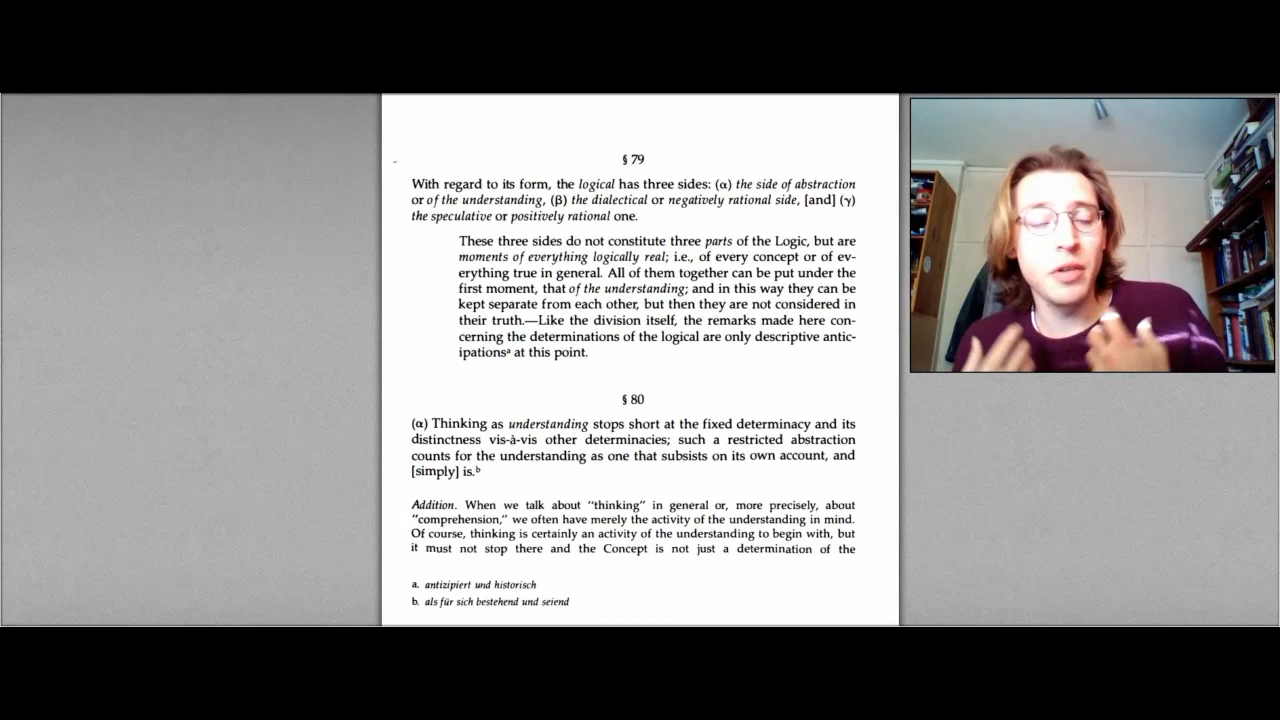 § 79
With regard to its form, the logical has three sides: (α) the side of abstraction
or of the understanding, (β) the dialectical or negatively rational side, [and] (γ)
the speculative or positively rational one.
These three sides do not constitute three parts of the Logic, but are
moments of everything logically real; i.e., of every concept or of ev-
erything true in general. All of them together can be put under the
first moment, that of the understanding; and in this way they can be
kept separate from each other, but then they are not considered in
their truth.—Like the division itself, the remarks made here con-
cerning the determinations of the logical are only descriptive antic-
ipationsᵃ at this point.
§ 80
(α) Thinking as understanding stops short at the fixed determinacy and its
distinctness vis-à-vis other determinacies; such a restricted abstraction
counts for the understanding as one that subsists on its own account, and
[simply] is.ᵇ
Addition. When we talk about "thinking" in general or, more precisely, about
"comprehension," we often have merely the activity of the understanding in mind.
Of course, thinking is certainly an activity of the understanding to begin with, but
it must not stop there and the Concept is not just a determination of the
a. antizipiert und historisch
b. als für sich bestehend und seiend